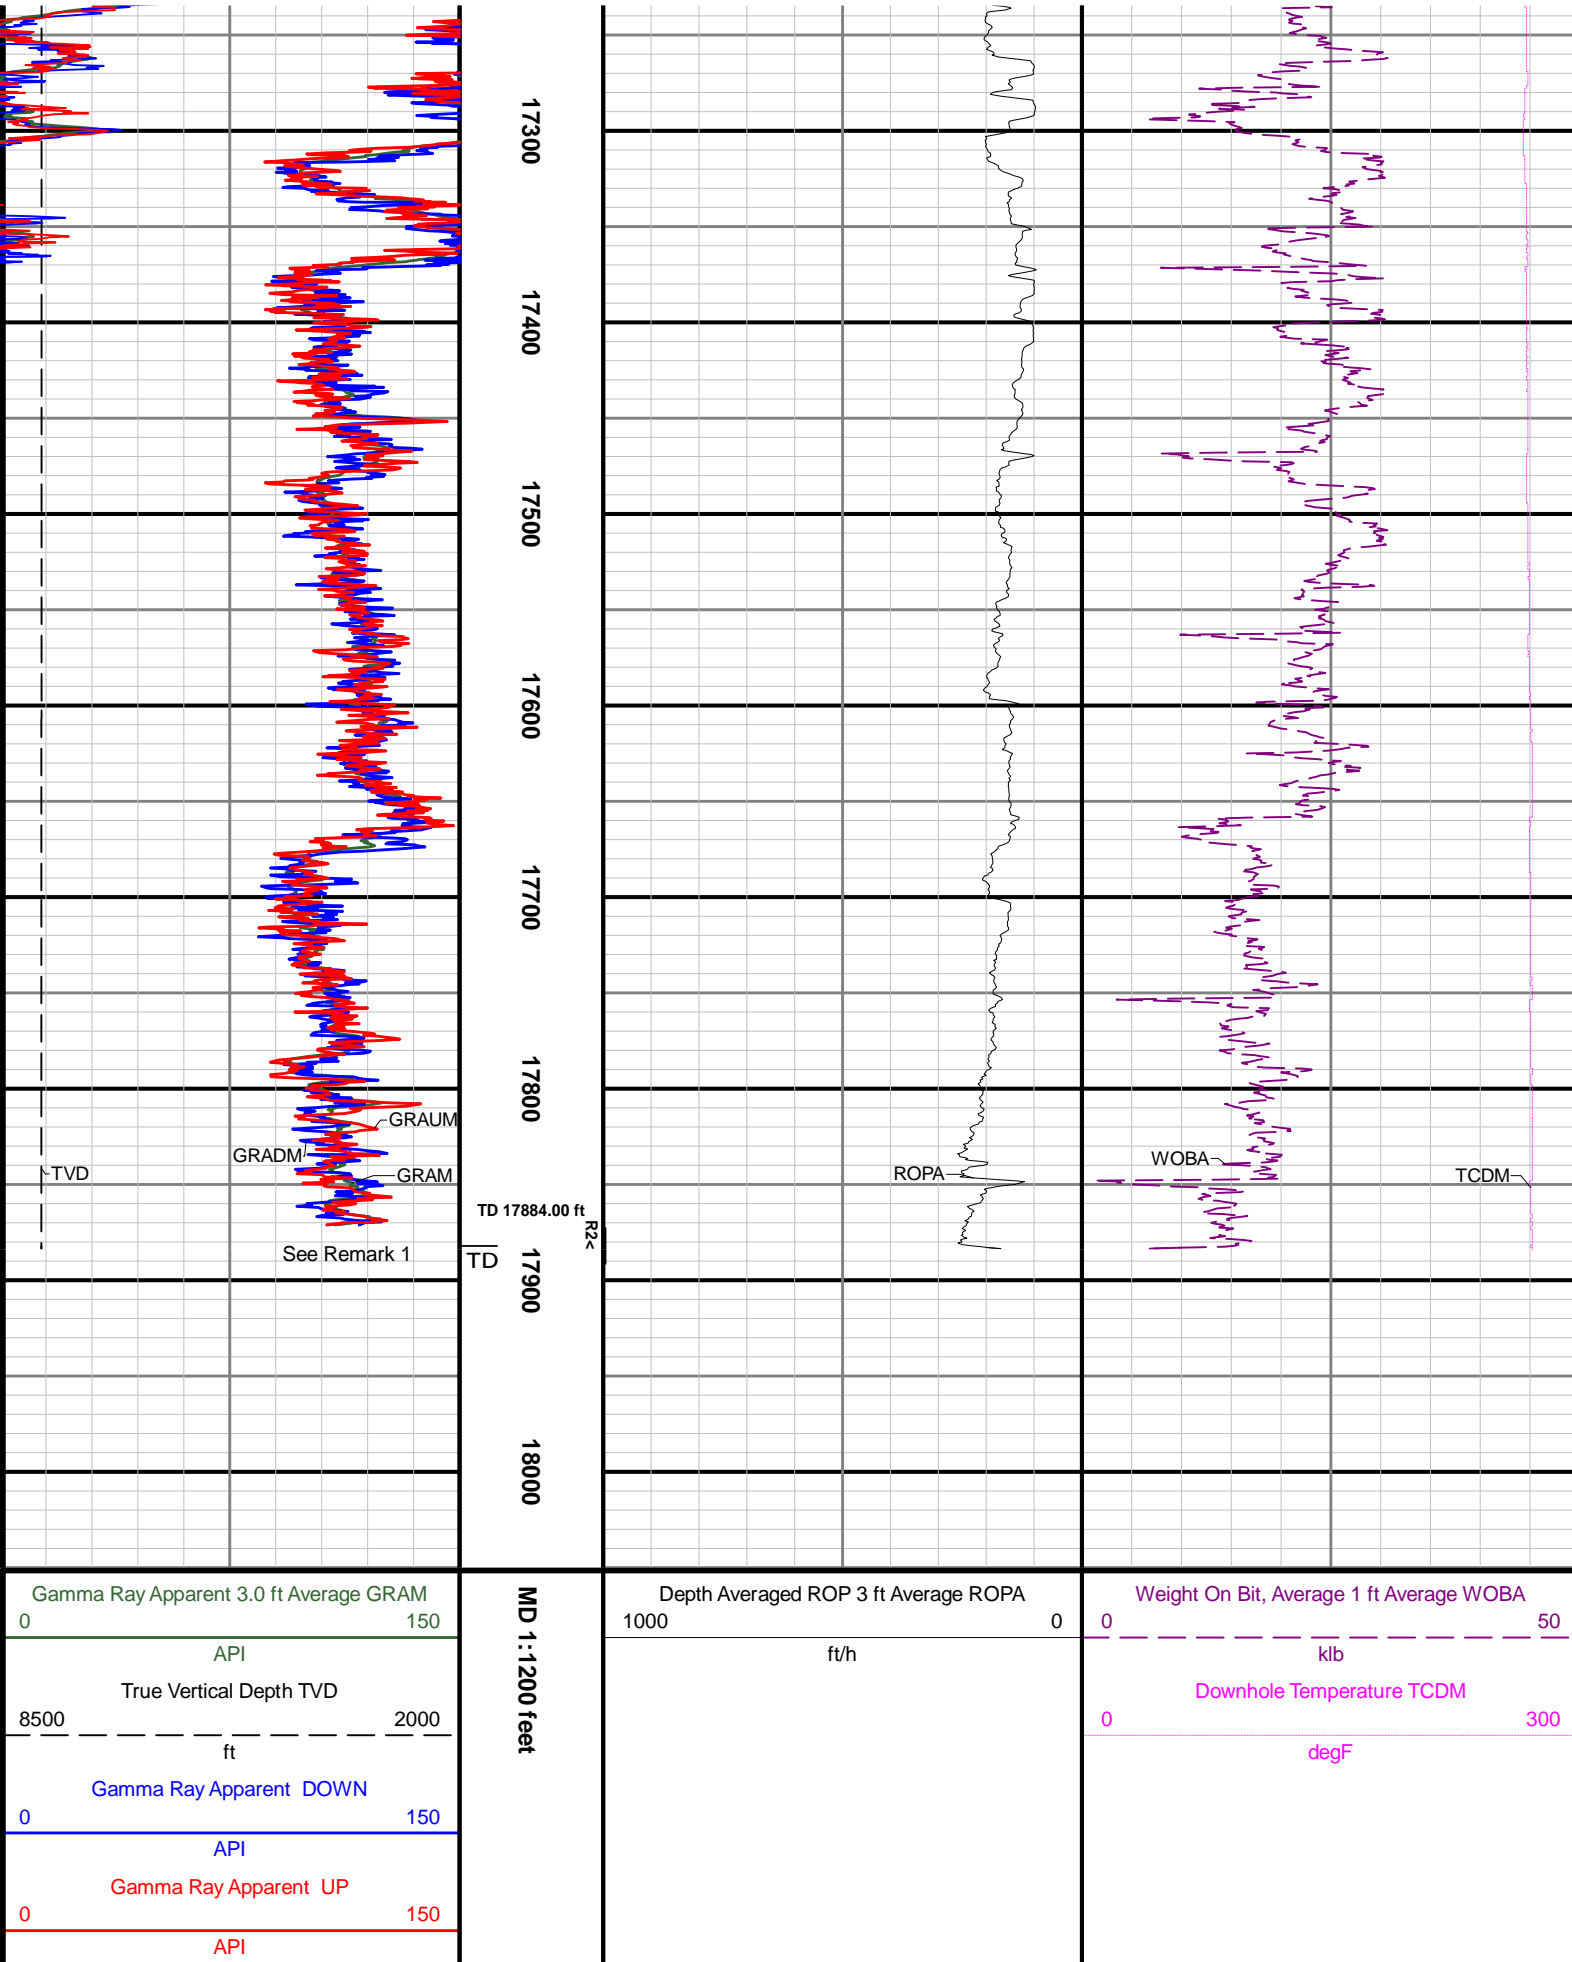 17300
17400
17500
17600
17700
17800
GRAUM
GRADM
GRAM
TVD
ROPA
WOBA
TCDM
TD 17884.00 ft
R2<
See Remark 1
TD
17900
18000
Gamma Ray Apparent 3.0 ft Average GRAM
0 150
API
True Vertical Depth TVD
8500 2000
ft
Gamma Ray Apparent DOWN
0 150
API
Gamma Ray Apparent UP
0 150
API
MD 1:1200 feet
Depth Averaged ROP 3 ft Average ROPA
1000 0
ft/h
Weight On Bit, Average 1 ft Average WOBA
0 50
klb
Downhole Temperature TCDM
0 300
degF